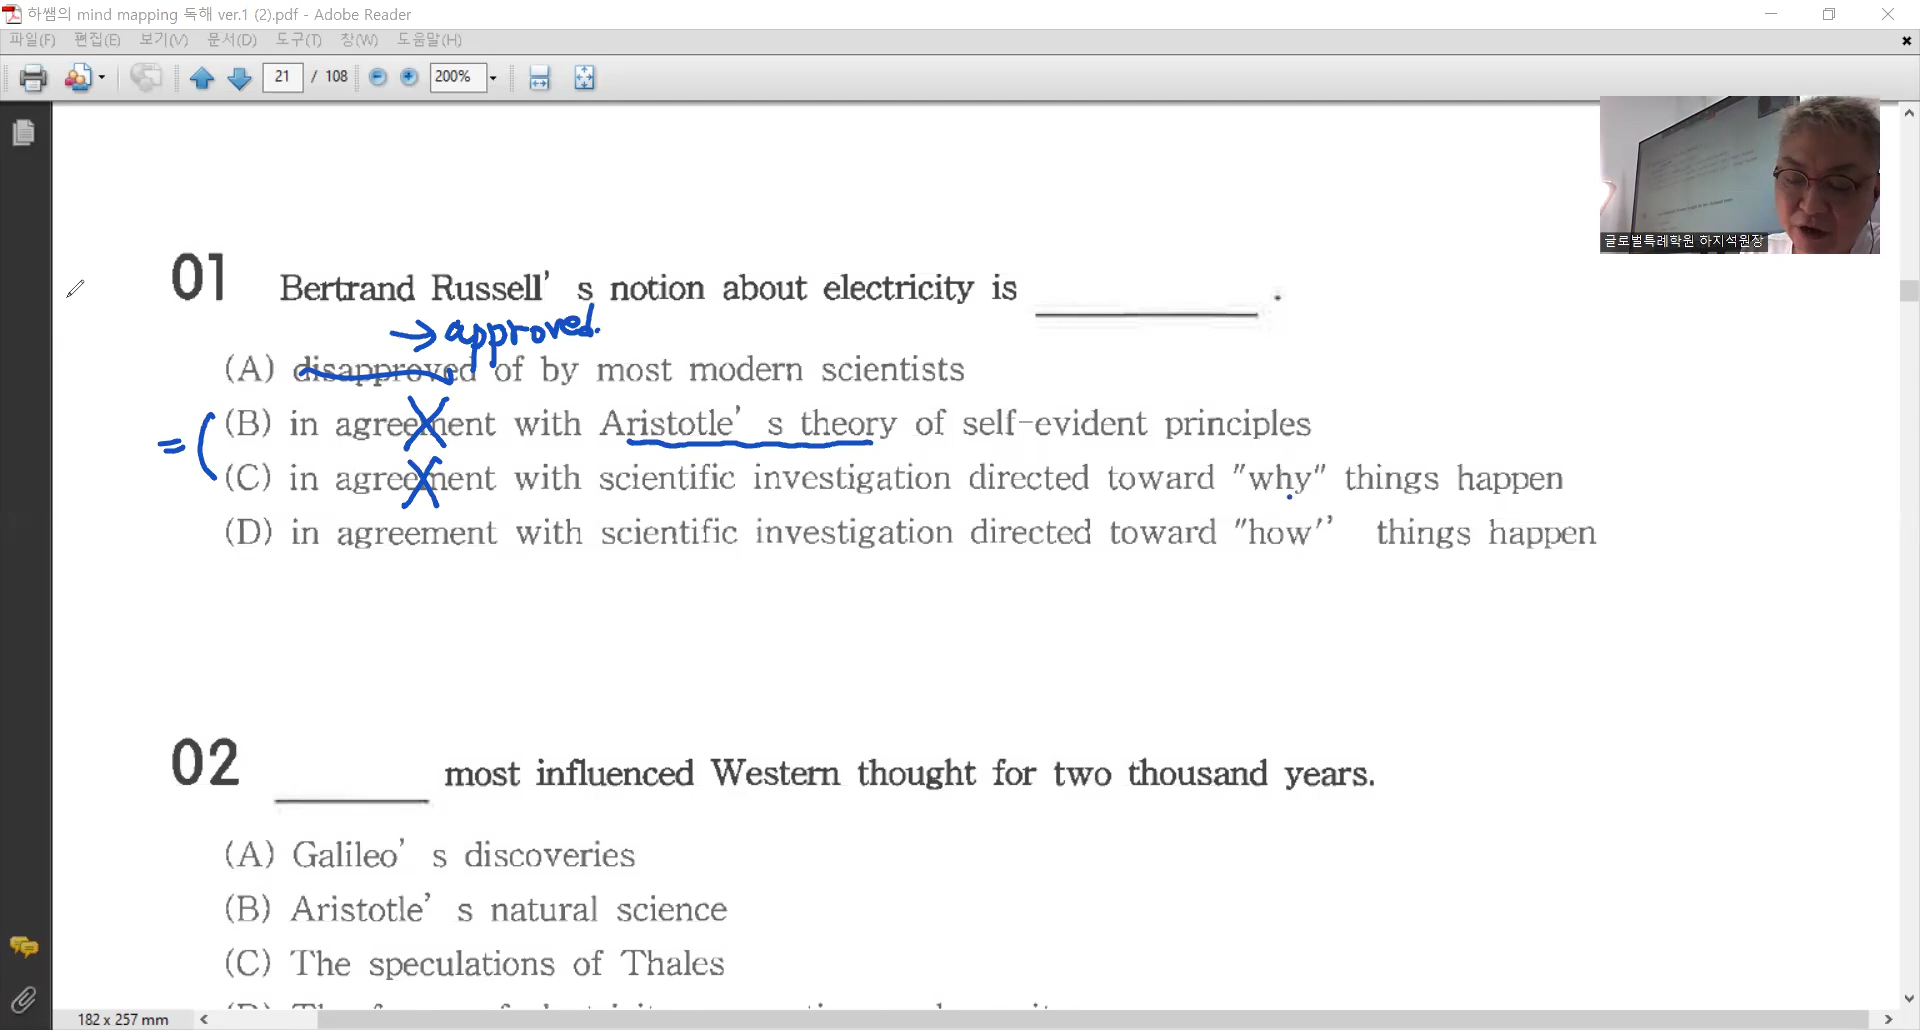 하쌤의 mind mapping 독해 ver.1 (2).pdf - Adobe Reader
파일(F) 편집(E) 보기(V) 문서(D) 도구(T) 창(W) 도움말(H)
21 / 108 200%
글로벌특례학원 하지석원장
01 Bertrand Russell's notion about electricity is ____________ .
→ approved.
(A) disapproved of by most modern scientists
= ( (B) in agreement with Aristotle's theory of self-evident principles
(C) in agreement with scientific investigation directed toward "why" things happen
(D) in agreement with scientific investigation directed toward "how'' things happen
02 ________ most influenced Western thought for two thousand years.
(A) Galileo's discoveries
(B) Aristotle's natural science
(C) The speculations of Thales
182 x 257 mm